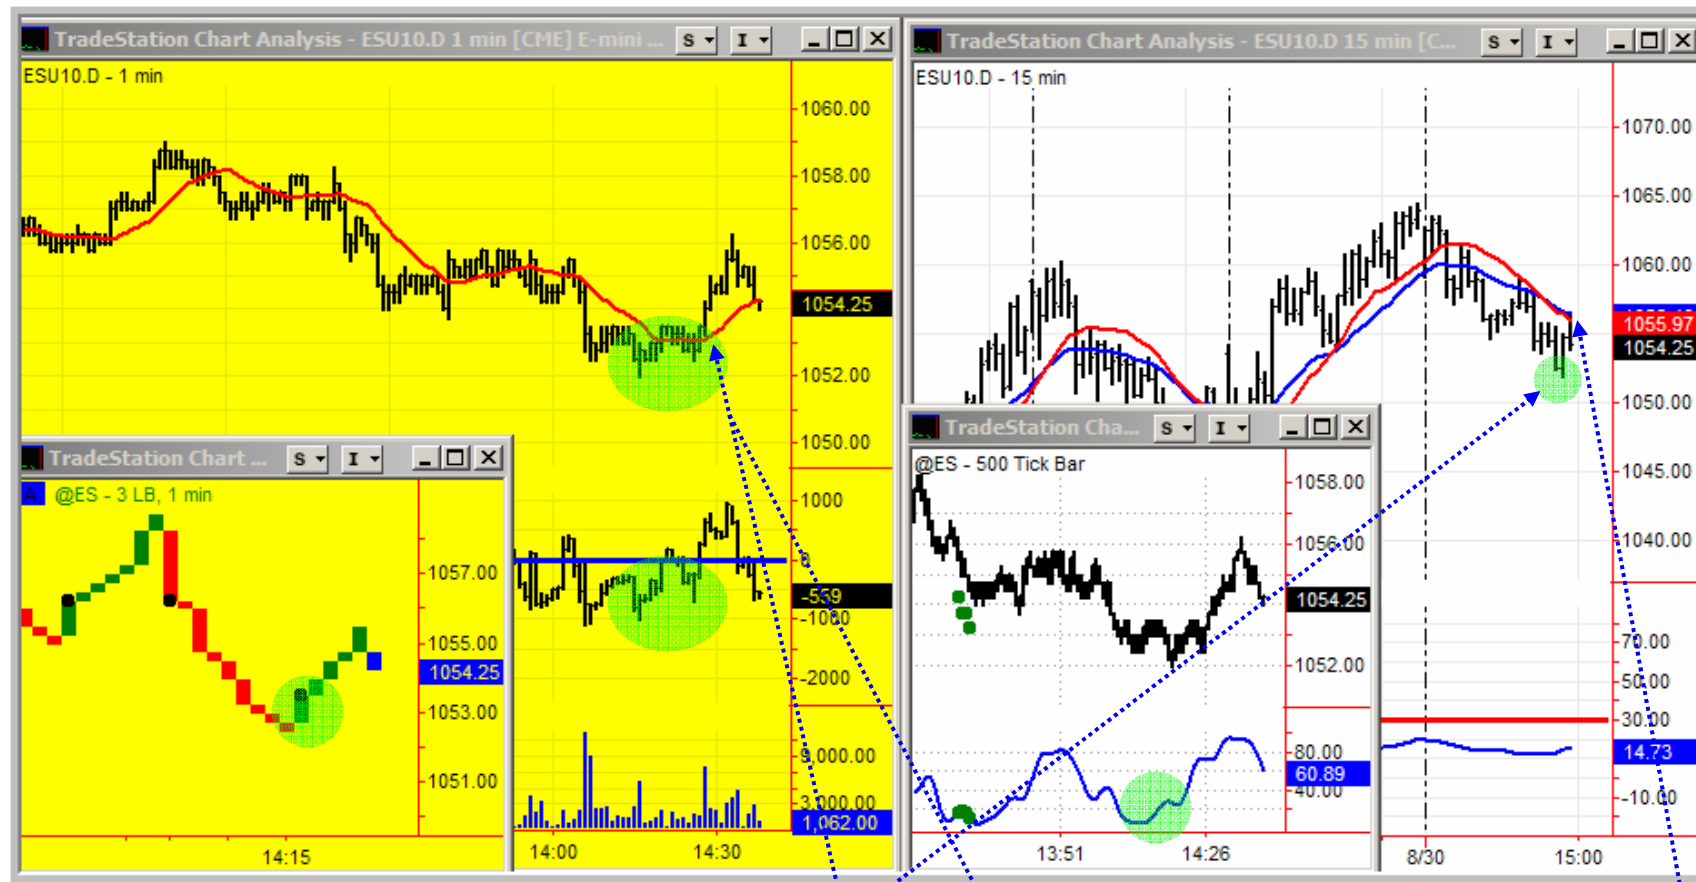 TradeStation Chart Analysis - ESU10.D 1 min [CME] E-mini ...
S
I
ESU10.D - 1 min
1060.00
1058.00
1056.00
1054.25
1052.00
1050.00
1000
0
-559
-1000
-2000
9,000.00
3,000.00
1,062.00
14:00
14:30
TradeStation Chart ...
S
I
A
@ES - 3 LB, 1 min
1057.00
1055.00
1054.25
1053.00
1051.00
14:15
TradeStation Chart Analysis - ESU10.D 15 min [C...
S
I
ESU10.D - 15 min
1070.00
1065.00
1060.00
1055.97
1054.25
1050.00
1045.00
1040.00
70.00
50.00
30.00
14.73
-10.00
8/30
15:00
TradeStation Cha...
S
I
@ES - 500 Tick Bar
1058.00
1056.00
1054.25
1052.00
80.00
60.89
40.00
13:51
14:26